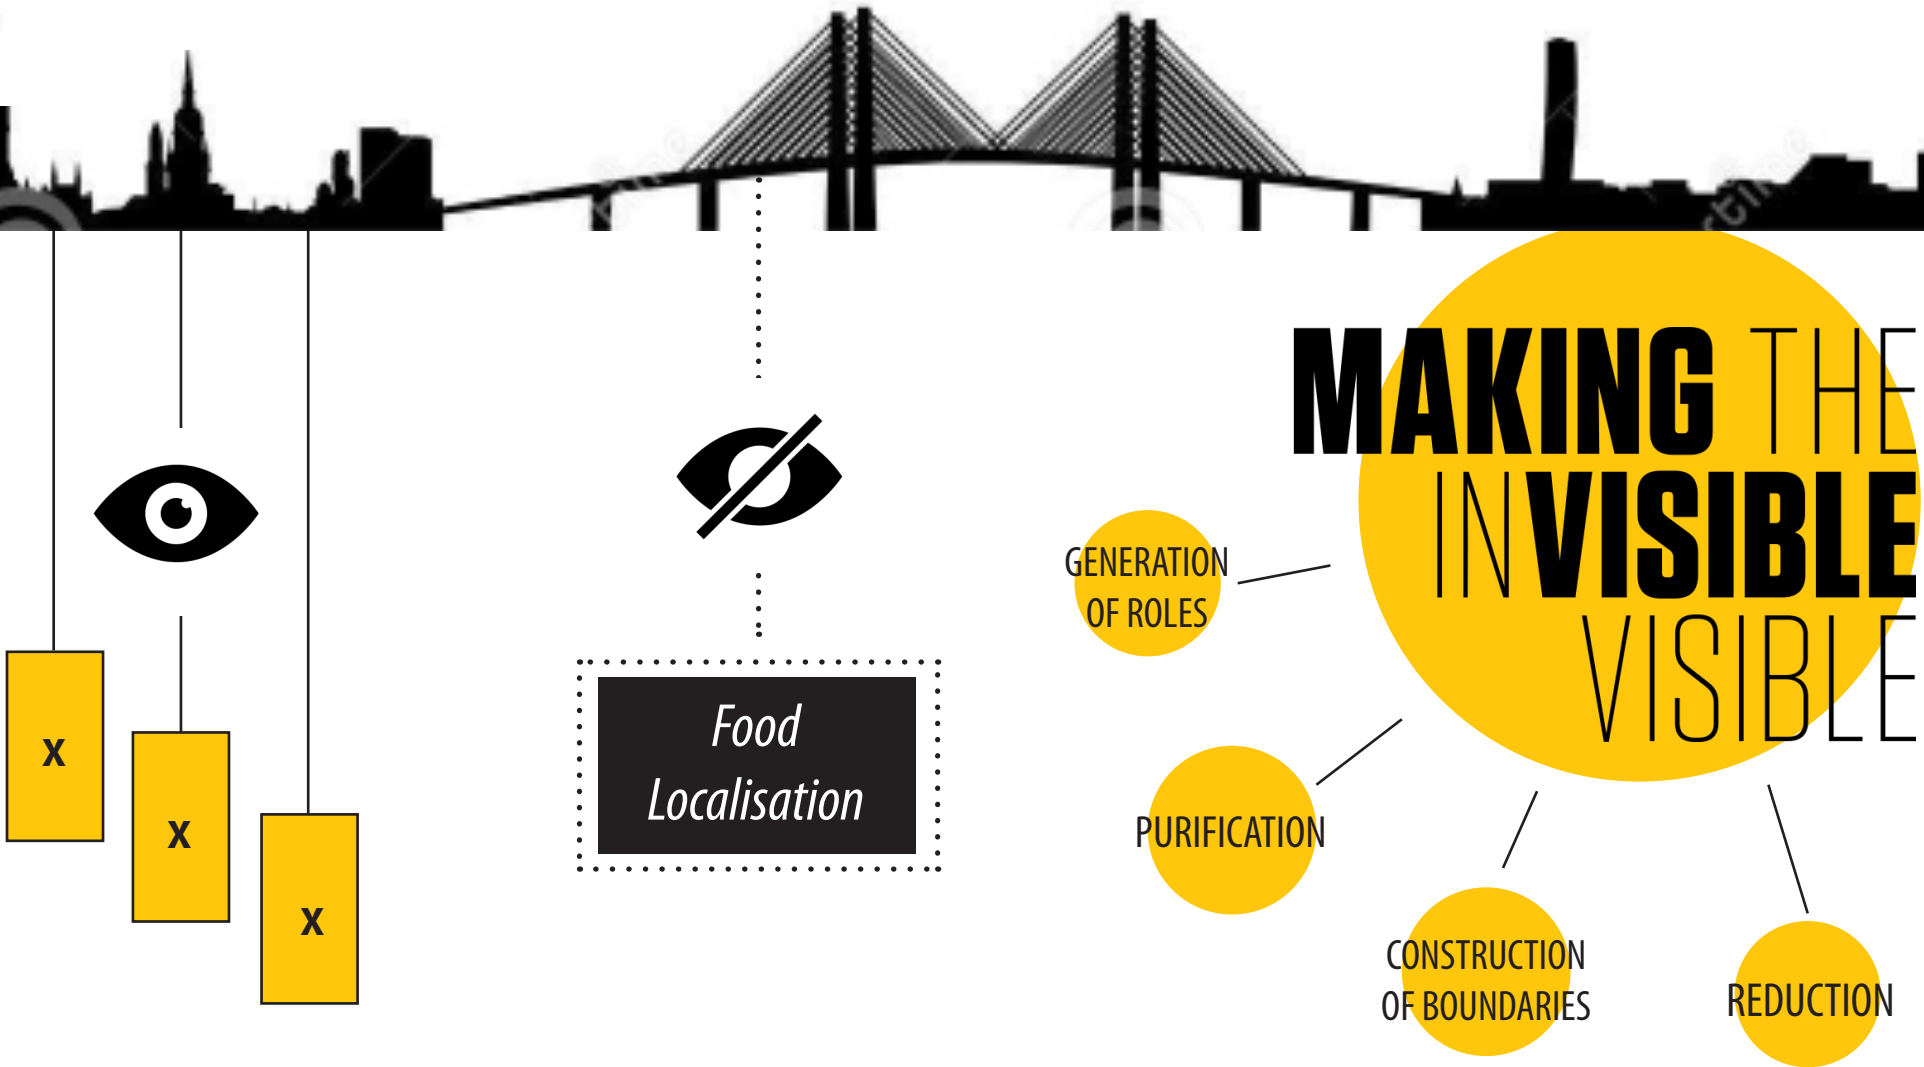 x
x
x
Food
Localisation
MAKING THE
INVISIBLE
VISIBLE
GENERATION
OF ROLES
PURIFICATION
CONSTRUCTION
OF BOUNDARIES
REDUCTION